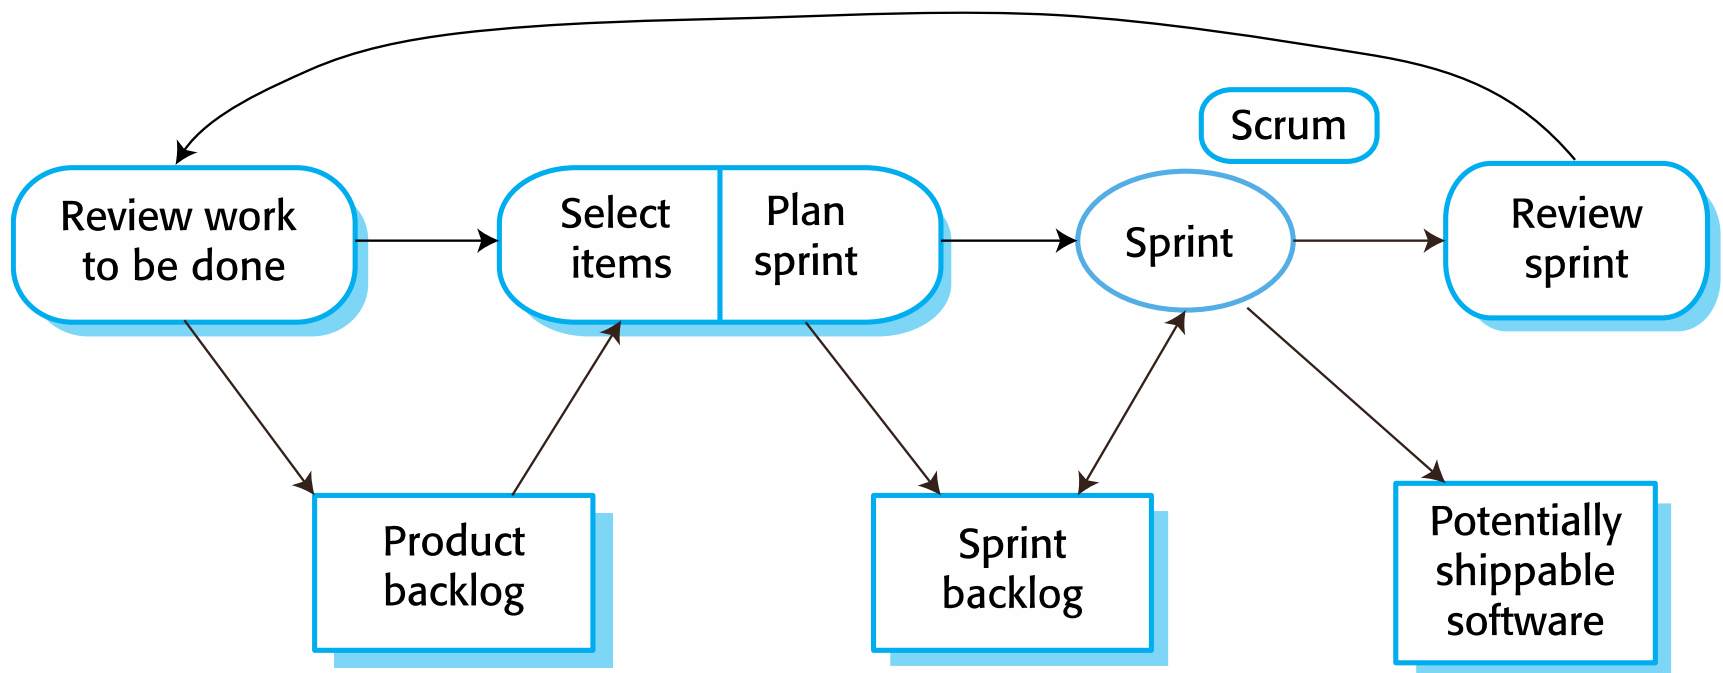 Scrum
Review work
to be done
Select
items
Plan
sprint
Sprint
Review
sprint
Product
backlog
Sprint
backlog
Potentially
shippable
software